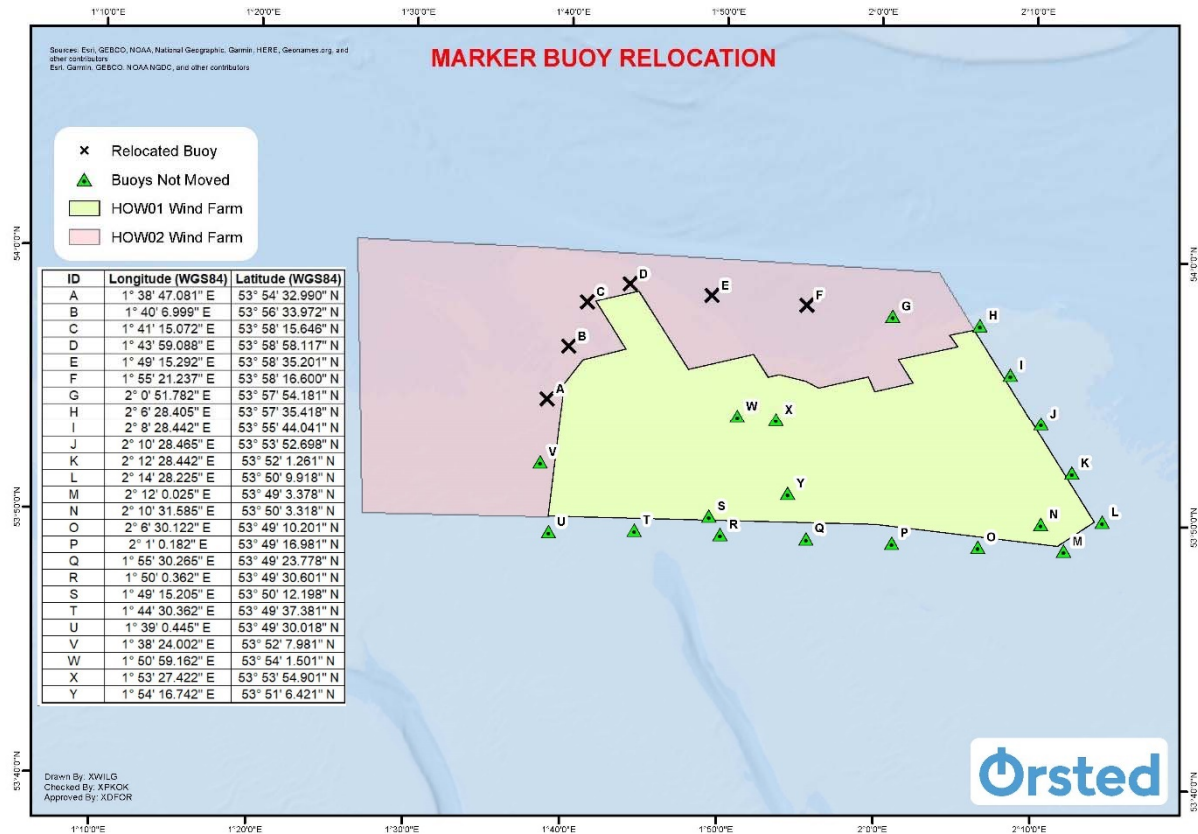 1°10'0"E 1°20'0"E 1°30'0"E 1°40'0"E 1°50'0"E 2°0'0"E 2°10'0"E
Sources: Esri, GEBCO, NOAA, National Geographic, Garmin, HERE, Geonames.org, and
other contributors
Esri, Garmin, GEBCO, NOAA NGDC, and other contributors
MARKER BUOY RELOCATION
Relocated Buoy
Buoys Not Moved
HOW01 Wind Farm
HOW02 Wind Farm
54°0'0"N 54°0'0"N
ID Longitude (WGS84) Latitude (WGS84)
A 1° 38' 47.081" E 53° 54' 32.990" N
B 1° 40' 6.999" E 53° 56' 33.972" N
C 1° 41' 15.072" E 53° 58' 15.646" N
D 1° 43' 59.088" E 53° 58' 58.117" N
E 1° 49' 15.292" E 53° 58' 35.201" N
F 1° 55' 21.237" E 53° 58' 16.600" N
G 2° 0' 51.782" E 53° 57' 54.181" N
H 2° 6' 28.405" E 53° 57' 35.418" N
I 2° 8' 28.442" E 53° 55' 44.041" N
J 2° 10' 28.465" E 53° 53' 52.698" N
K 2° 12' 28.442" E 53° 52' 1.261" N
L 2° 14' 28.225" E 53° 50' 9.918" N
M 2° 12' 0.025" E 53° 49' 3.378" N
N 2° 10' 31.585" E 53° 50' 3.318" N
O 2° 6' 30.122" E 53° 49' 10.201" N
P 2° 1' 0.182" E 53° 49' 16.981" N
Q 1° 55' 30.265" E 53° 49' 23.778" N
R 1° 50' 0.362" E 53° 49' 30.601" N
S 1° 49' 15.205" E 53° 50' 12.198" N
T 1° 44' 30.362" E 53° 49' 37.381" N
U 1° 39' 0.445" E 53° 49' 30.018" N
V 1° 38' 24.002" E 53° 52' 7.981" N
W 1° 50' 59.162" E 53° 54' 1.501" N
X 1° 53' 27.422" E 53° 53' 54.901" N
Y 1° 54' 16.742" E 53° 51' 6.421" N
D
C E
F
G
H
B
I
A
W X J
V
K
Y
S L
N
U T R Q P O M
53°50'0"N 53°50'0"N
53°40'0"N 53°40'0"N
Drawn By: XWILG
Checked By: XPKOK
Approved By: XDFOR
Orsted
1°10'0"E 1°20'0"E 1°30'0"E 1°40'0"E 1°50'0"E 2°0'0"E 2°10'0"E